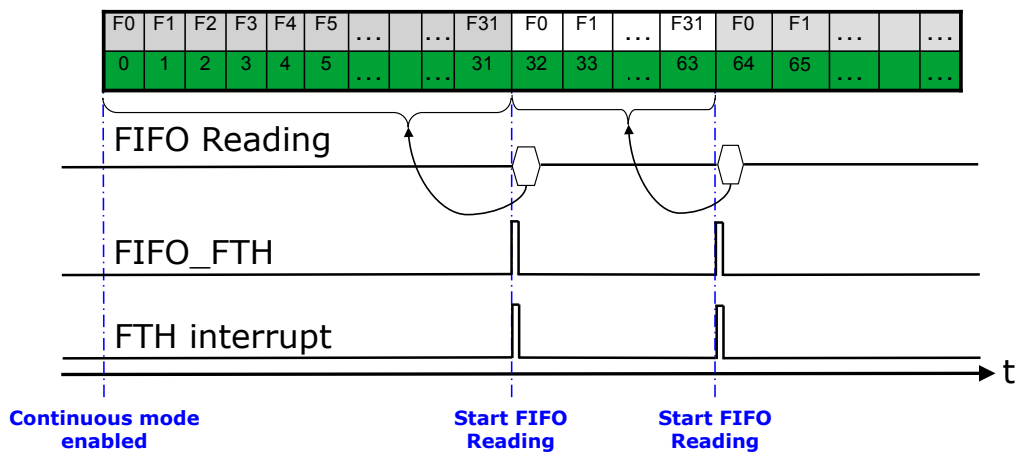 F0 F1 F2 F3 F4 F5 ... ... F31 F0 F1 ... F31 F0 F1 ... ...
0 1 2 3 4 5 ... ... 31 32 33 ... 63 64 65 ... ...
FIFO Reading
FIFO_FTH
FTH interrupt
t
Continuous mode
enabled
Start FIFO
Reading
Start FIFO
Reading